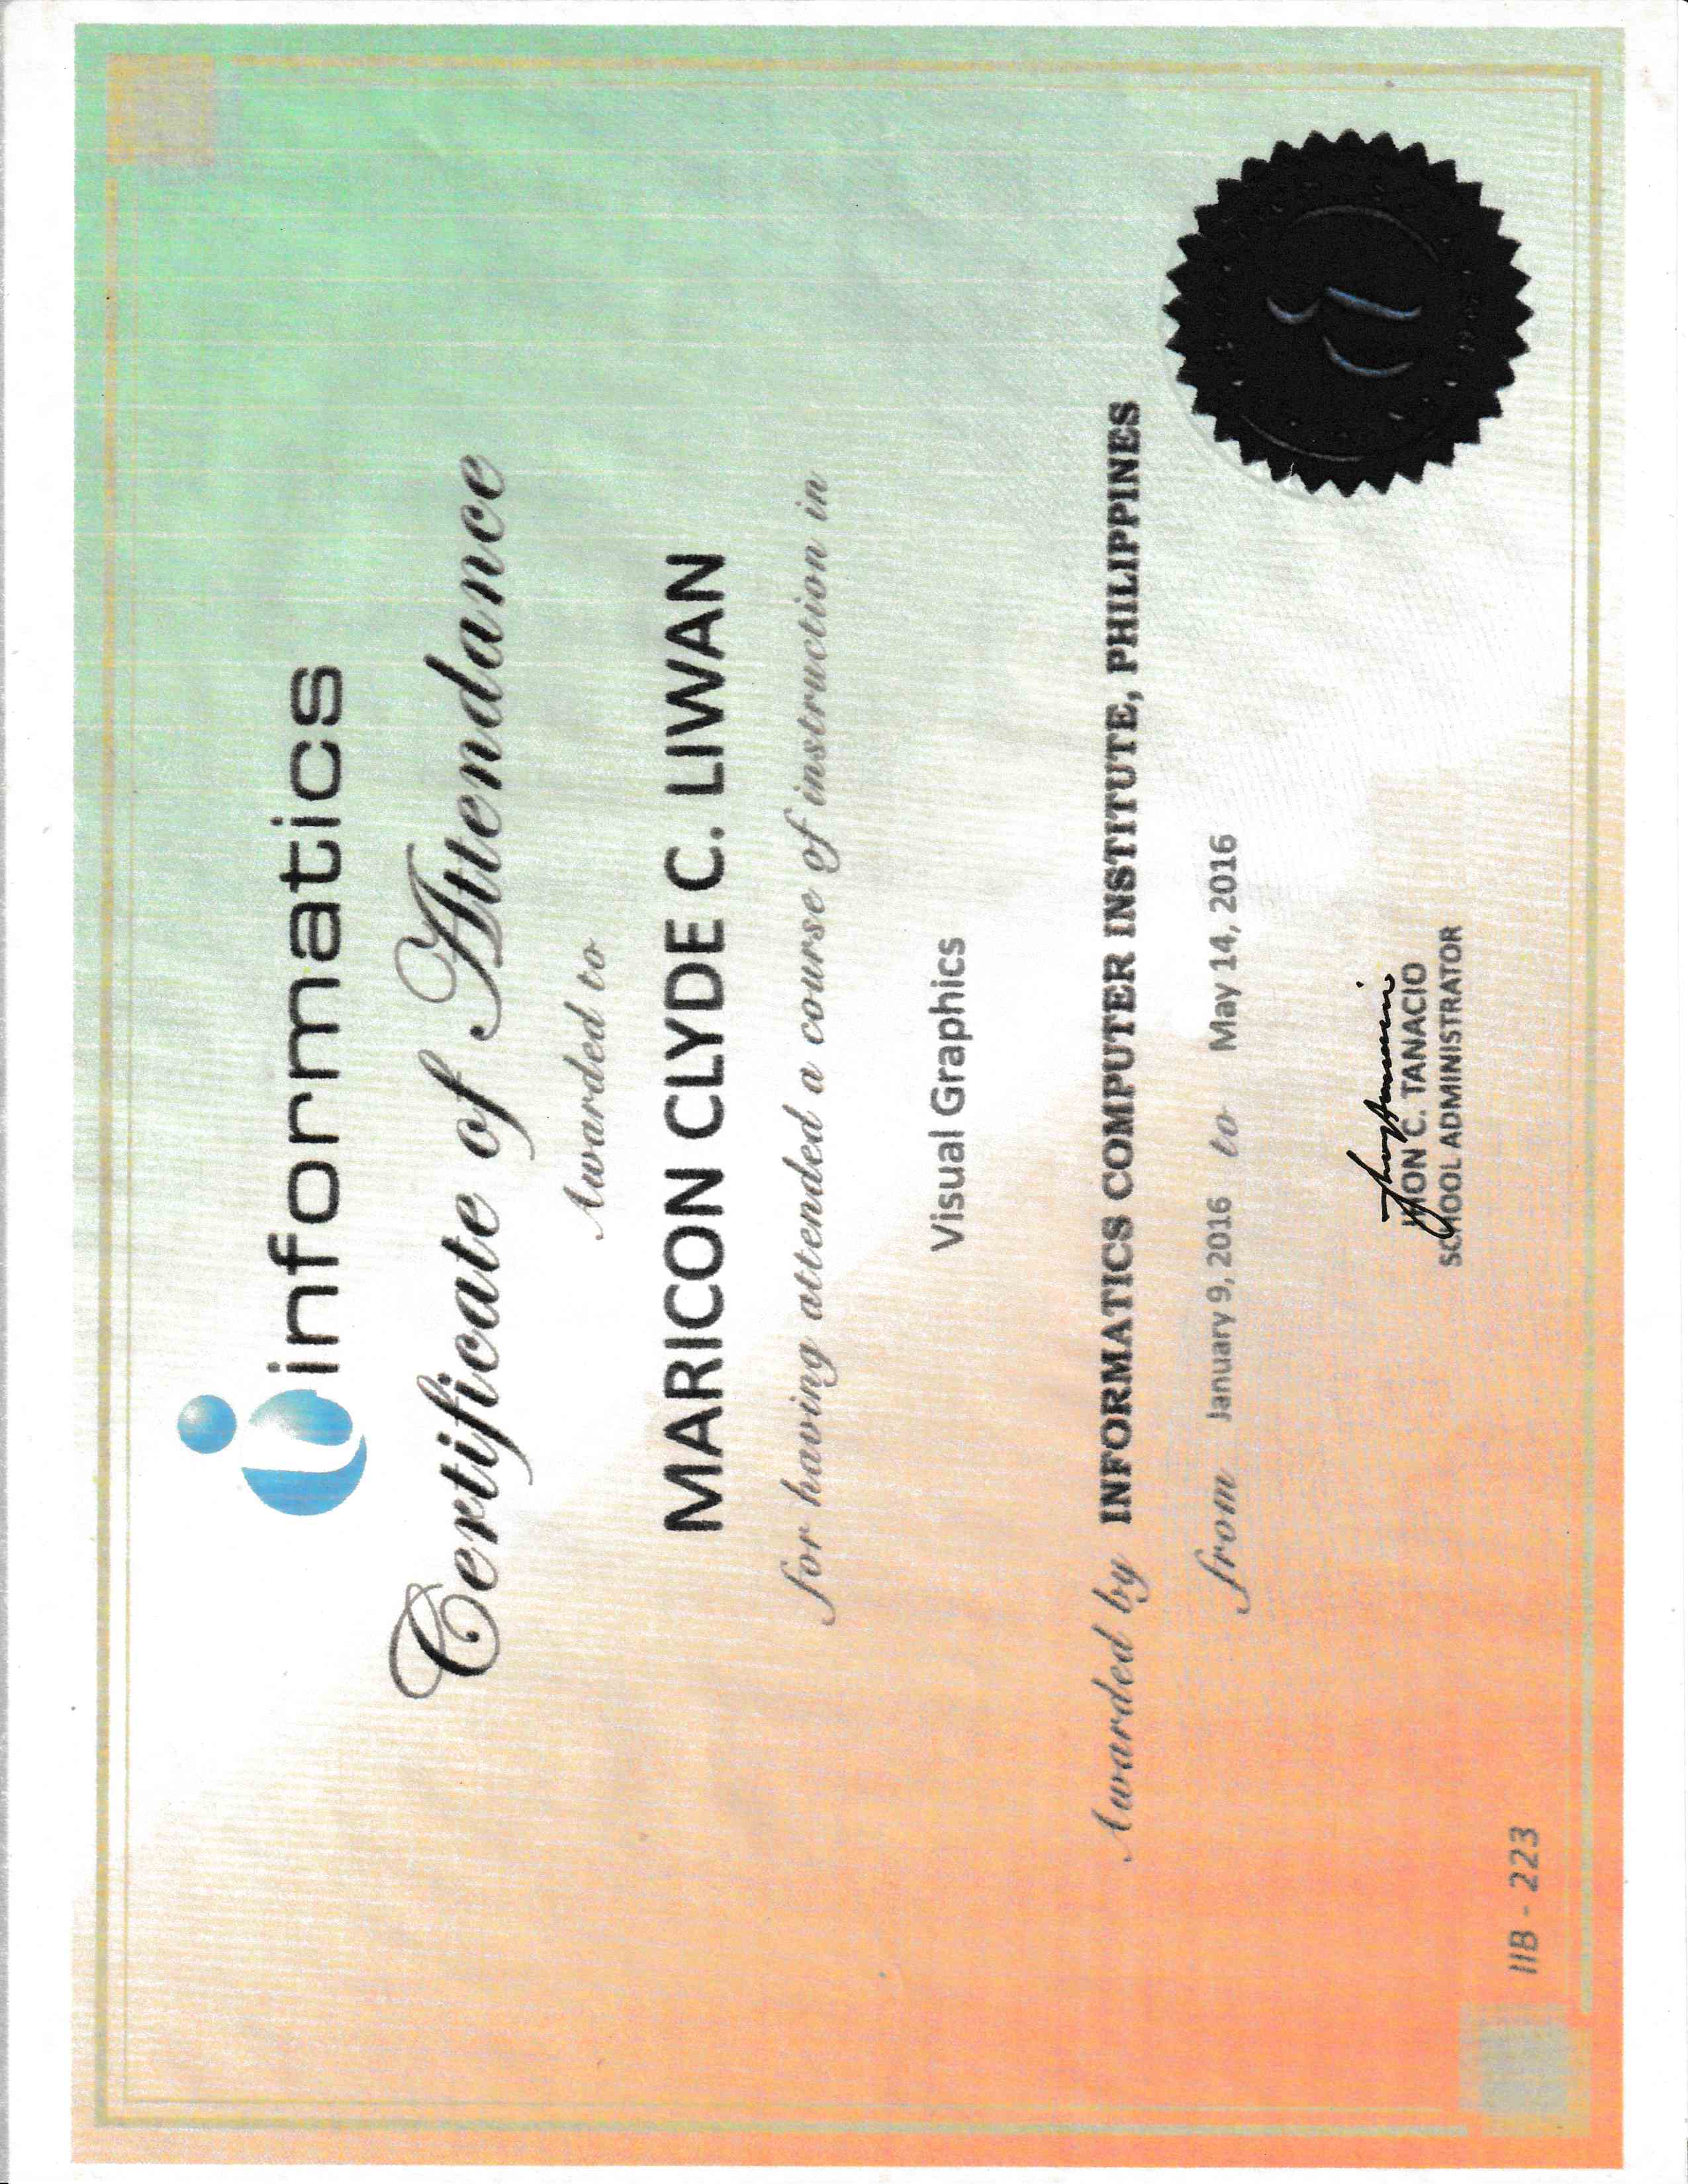 informatics
Certificate of Attendance
Awarded to
MARICON CLYDE C. LIWAN
for having attended a course of instruction in
Visual Graphics
Awarded by INFORMATICS COMPUTER INSTITUTE, PHILIPPINES
from January 9, 2016 to May 14, 2016
C. TANACIO
SCHOOL ADMINISTRATOR
IIB - 223